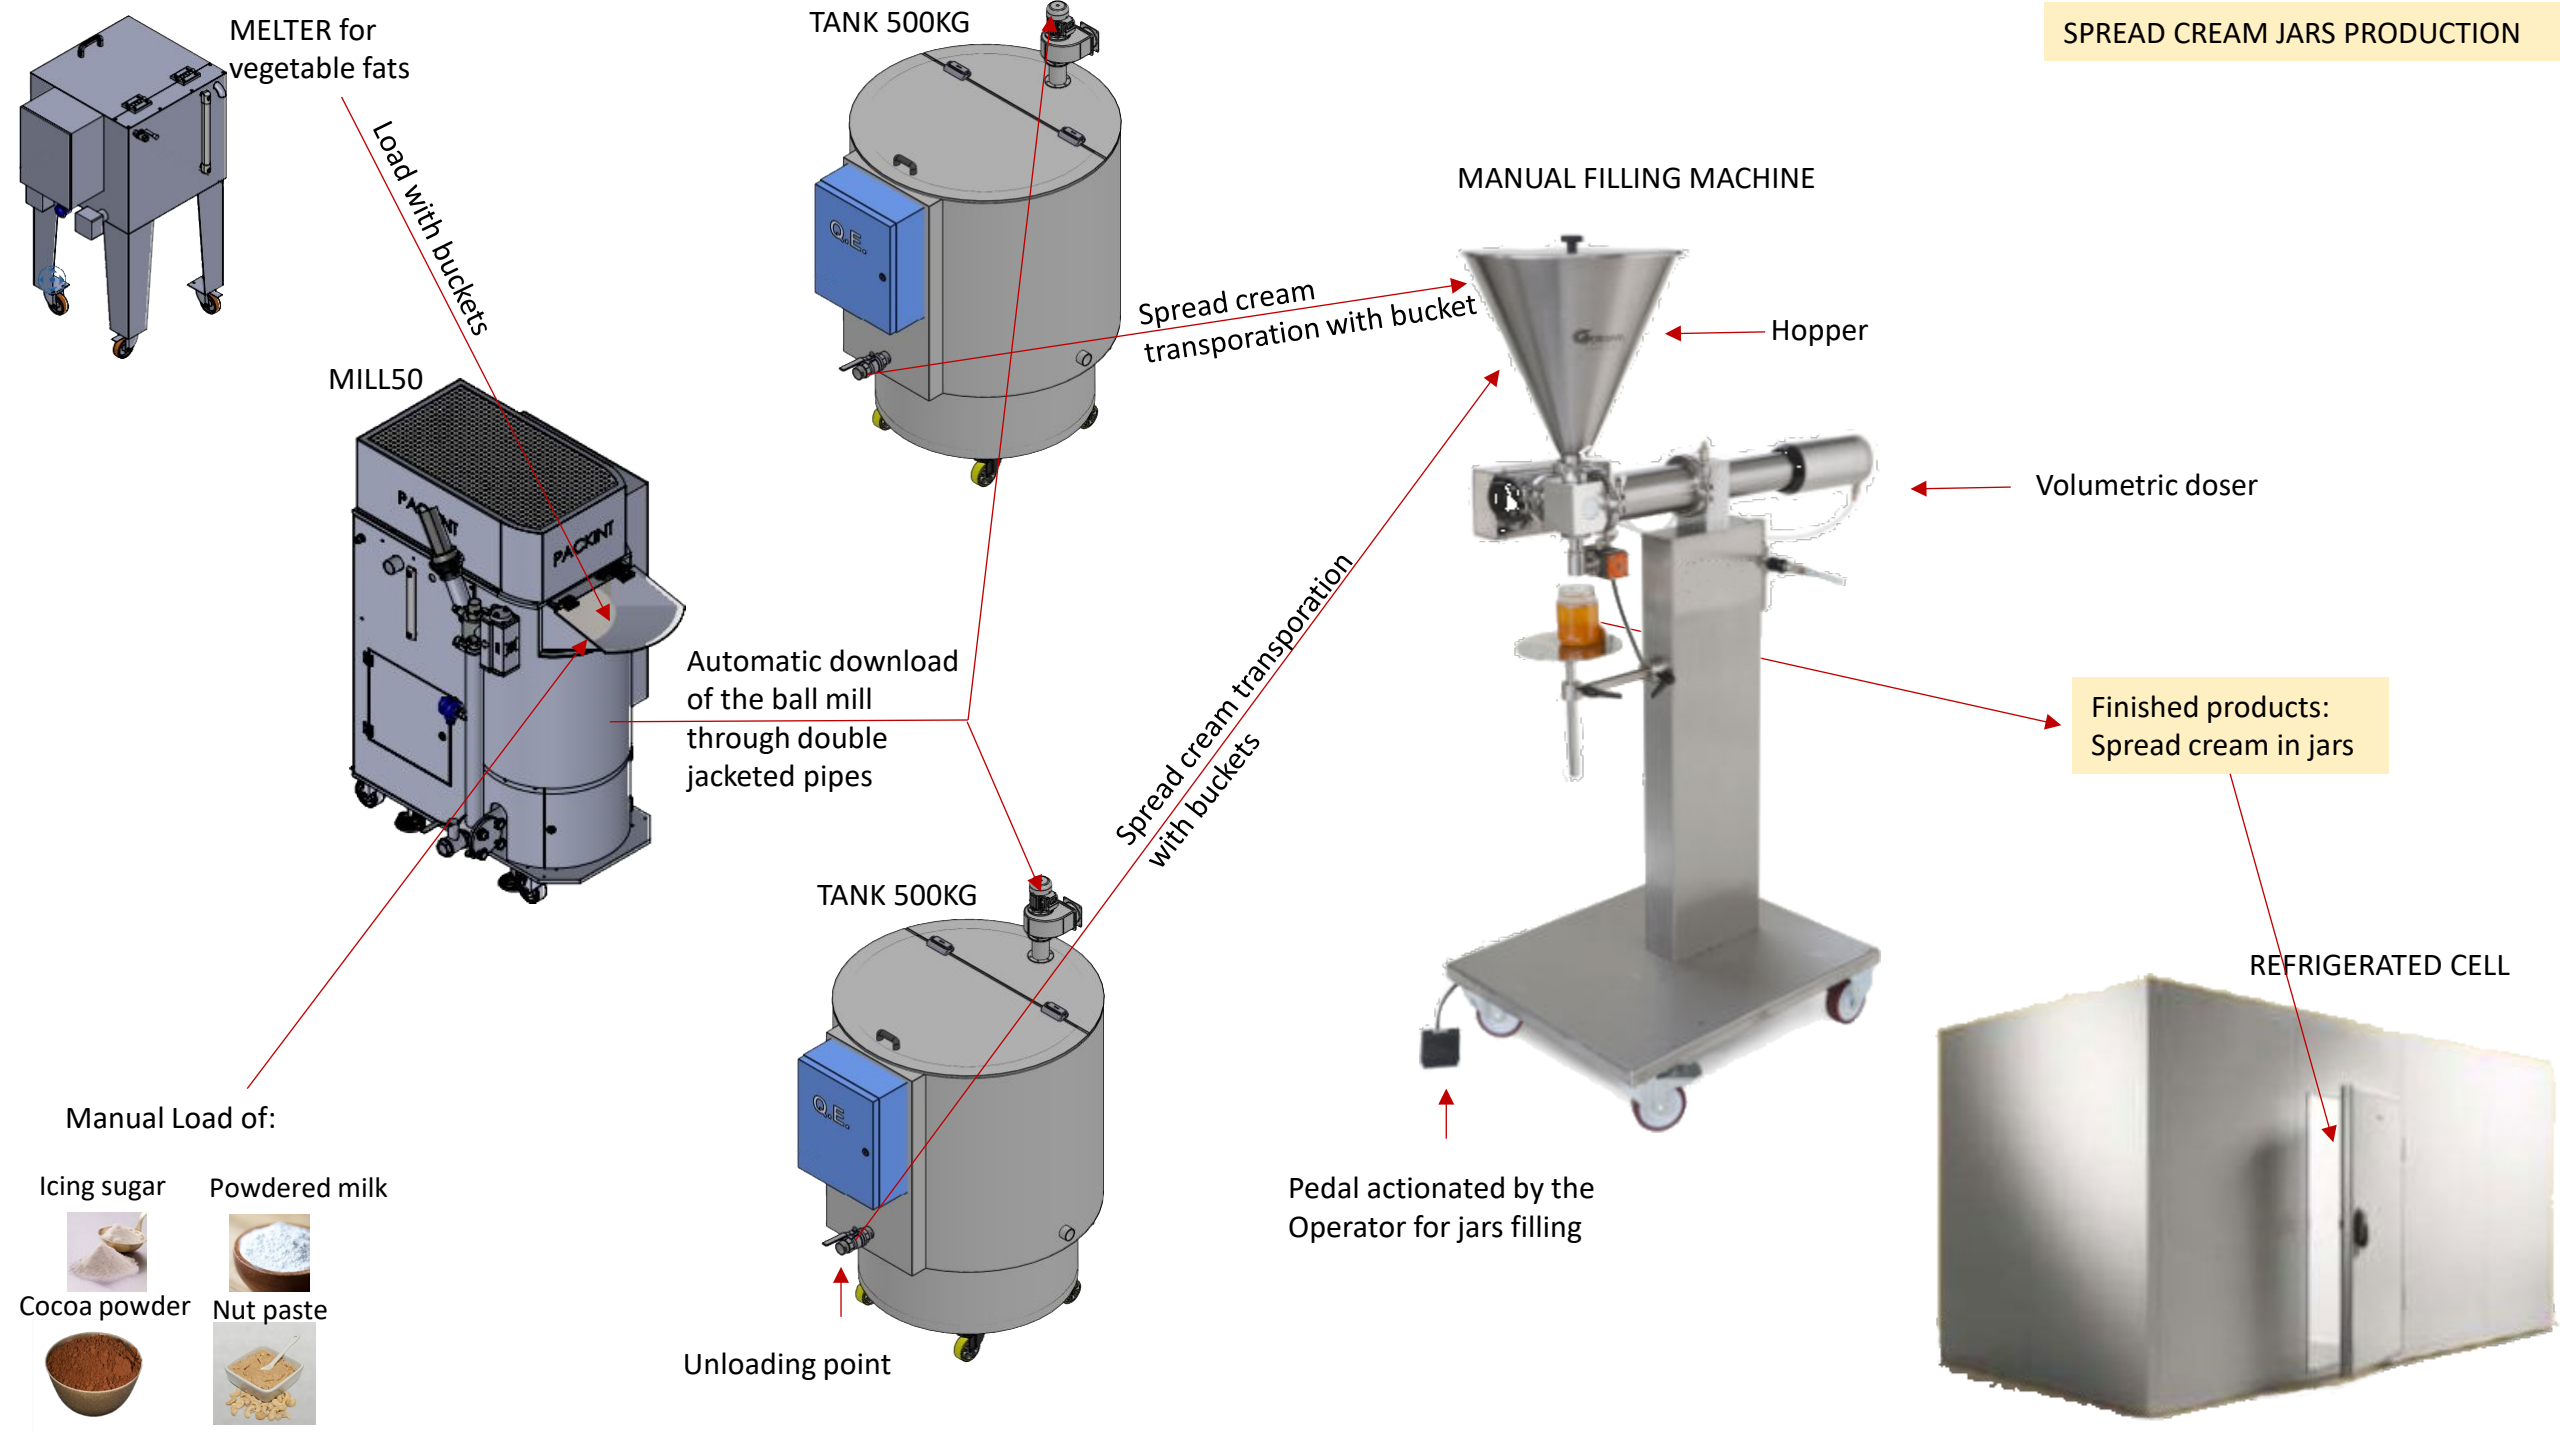 SPREAD CREAM JARS PRODUCTION
MELTER for
vegetable fats
Load with buckets
TANK 500KG
Q.E.
MILL50
PACKINT
PACKINT
Automatic download
of the ball mill
through double
jacketed pipes
Spread cream
transporation with bucket
MANUAL FILLING MACHINE
Hopper
Volumetric doser
Spread cream transporation
with buckets
TANK 500KG
Q.E.
Unloading point
Manual Load of:
Icing sugar
Powdered milk
Cocoa powder
Nut paste
Pedal actionated by the
Operator for jars filling
Finished products:
Spread cream in jars
REFRIGERATED CELL